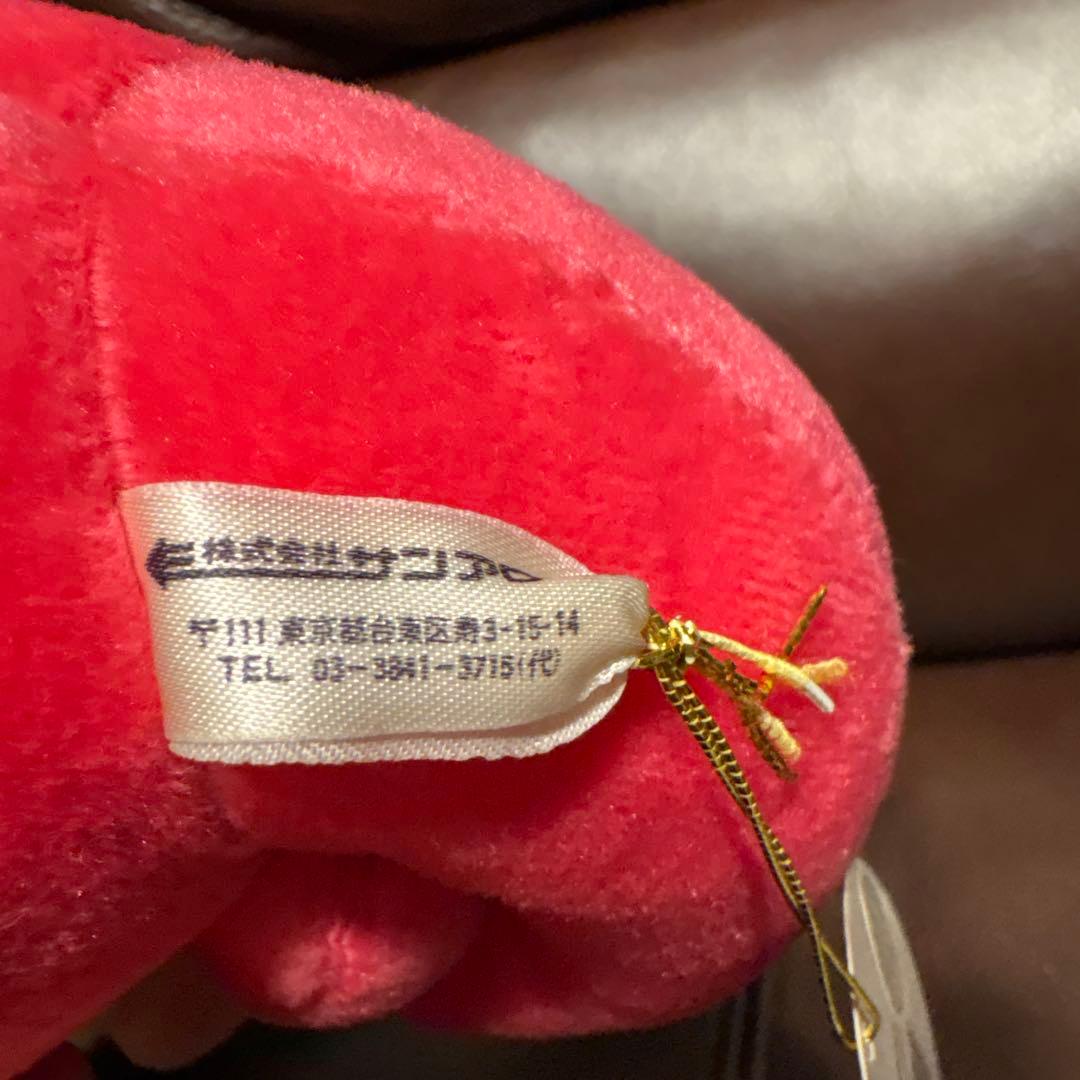 株式会社サンアロー
〒111 東京都台東区寿3-15-14
TEL. 03-3841-3715(代)